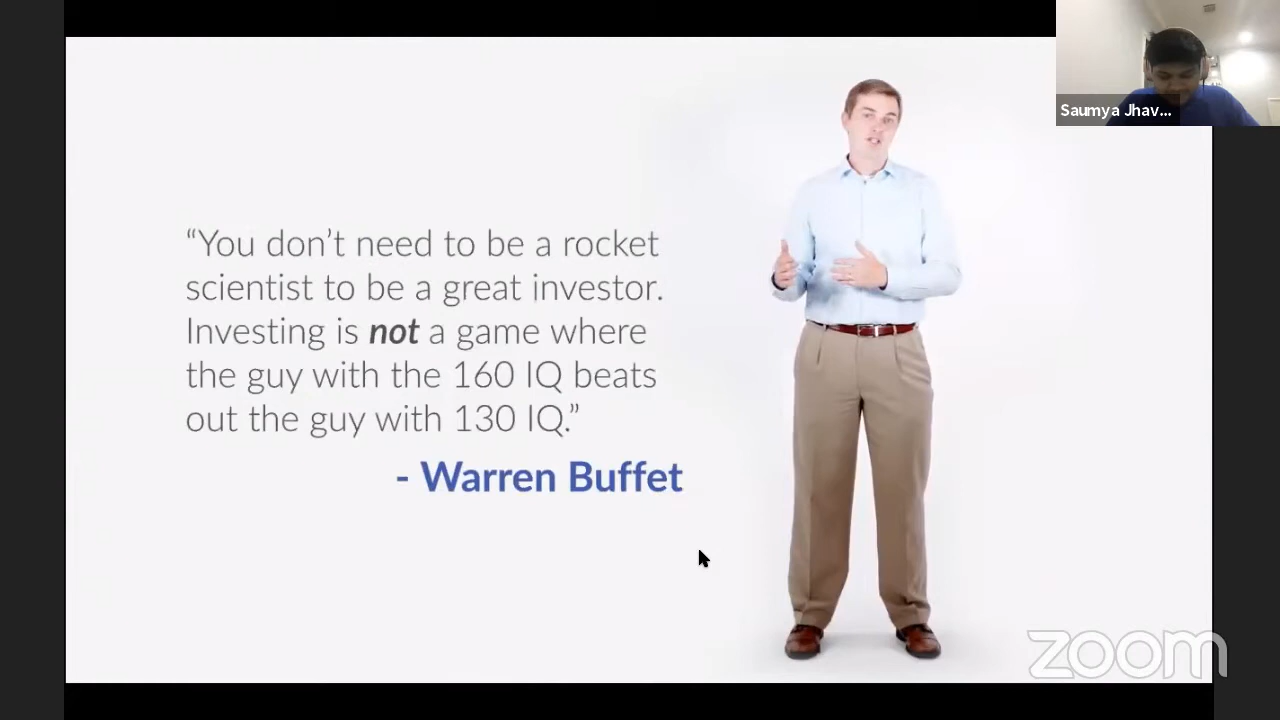 Saumya Jhav...
“You don’t need to be a rocket
scientist to be a great investor.
Investing is not a game where
the guy with the 160 IQ beats
out the guy with 130 IQ.”
- Warren Buffet
zoom